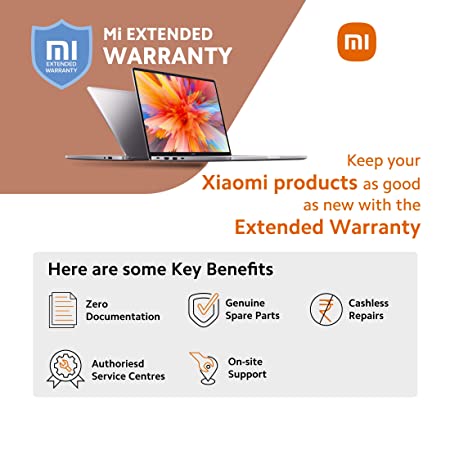 MI
EXTENDED
WARRANTY
Mi EXTENDED
WARRANTY
MI
Keep your
Xiaomi products as good
as new with the
Extended Warranty
Here are some Key Benefits
Zero
Documentation
Genuine
Spare Parts
Cashless
Repairs
Authoriesd
Service Centres
On-site
Support